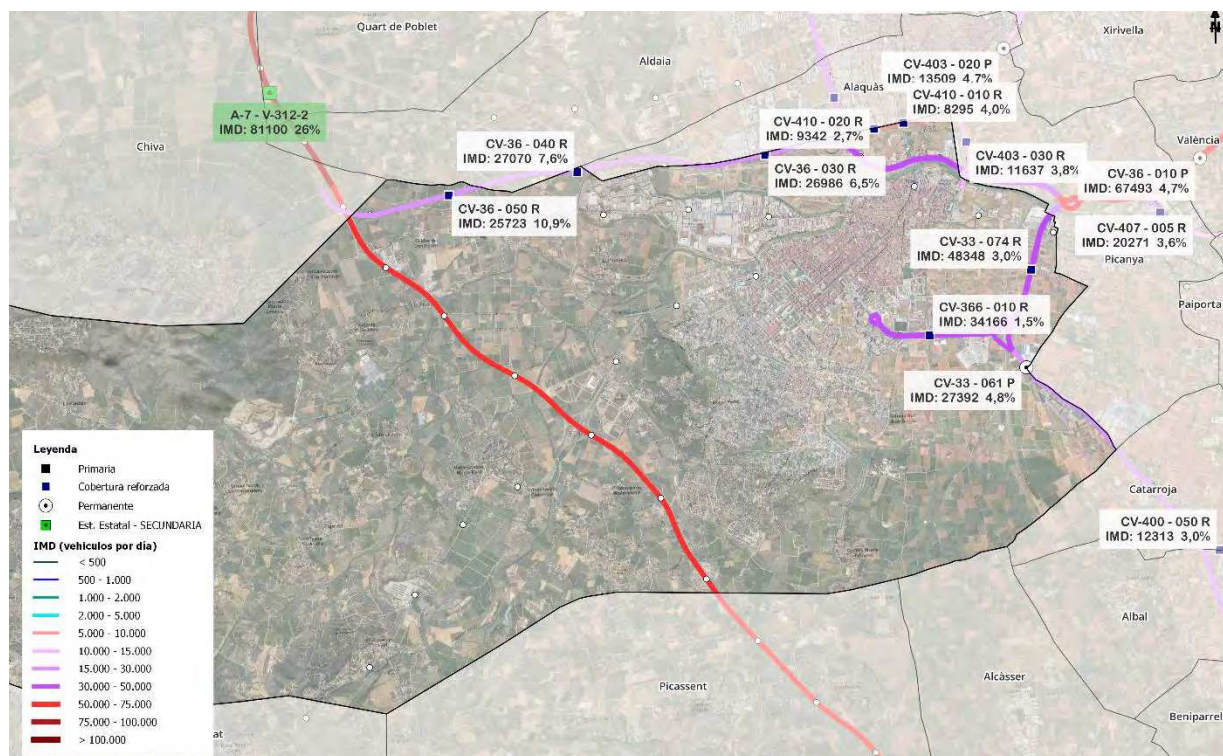 Quart de Poblet
Xirivella
Aldaia
Alaquàs
CV-403 - 020 P
IMD: 13509 4.7%
CV-410 - 010 R
IMD: 8295 4,0%
A-7 - V-312-2
IMD: 81100 26%
Chiva
CV-36 - 040 R
IMD: 27070 7,6%
CV-410 - 020 R
IMD: 9342 2,7%
CV-403 - 030 R
IMD: 11637 3,8%
València
CV-36 - 030 R
IMD: 26986 6,5%
CV-36 - 010 P
IMD: 67493 4,7%
CV-36 - 050 R
IMD: 25723 10,9%
CV-407 - 005 R
IMD: 20271 3,6%
Picanya
CV-33 - 074 R
IMD: 48348 3,0%
CV-366 - 010 R
IMD: 34166 1,5%
Paiporta
CV-33 - 061 P
IMD: 27392 4,8%
Catarroja
CV-400 - 050 R
IMD: 12313 3,0%
Albal
Alcàsser
Picassent
Beniparrel
Leyenda
Primaria
Cobertura reforzada
Permanente
Est. Estatal - SECUNDARIA
IMD (vehiculos por día)
< 500
500 - 1.000
1.000 - 2.000
2.000 - 5.000
5.000 - 10.000
10.000 - 15.000
15.000 - 30.000
30.000 - 50.000
50.000 - 75.000
75.000 - 100.000
> 100.000